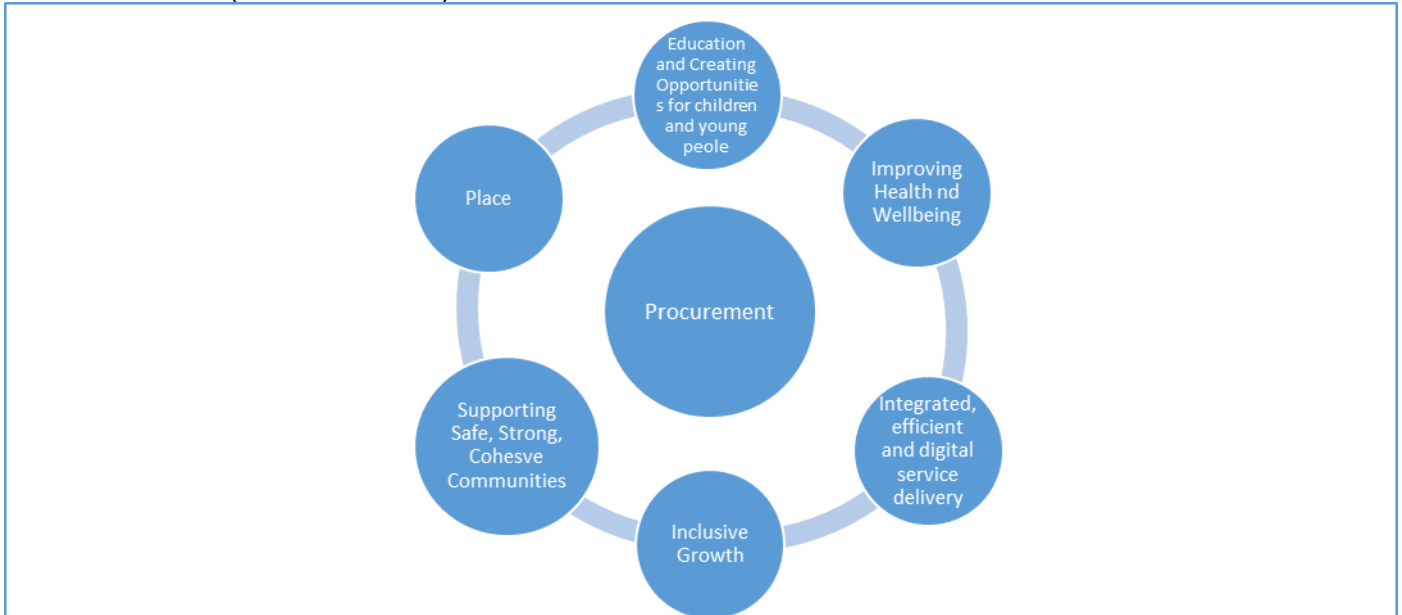 Education
and Creating
Opportunitie
s for children
and young
peole
Improving
Health nd
Wellbeing
Place
Procurement
Integrated,
efficient
and digital
service
delivery
Supporting
Safe, Strong,
Cohesve
Communities
Inclusive
Growth